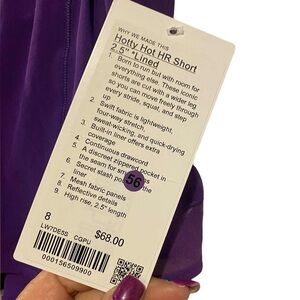 WHY WE MADE THIS
Hotty Hot HR Short
2.5" *Lined
1. Born to run but with room for
everything else. These iconic
shorts are cut with a wider leg
so you can move freely through
every stride, squat, and step
up
2. Swift fabric is lightweight,
four-way stretch,
sweat-wicking, and quick-drying
3. Built-in liner offers extra
coverage
4. Continuous drawcord
5. A discreet zippered pocket in
the seam for small
6. Secret stash pocket
liner
7. Mesh fabric panels
8. Reflective details
9. High rise, 2.5" length
56
8
$68.00
LW7DE5S CGPU
000156509900